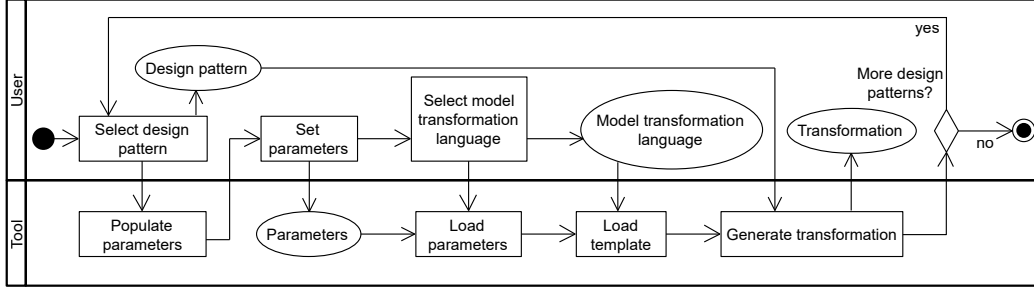 User
yes
Design pattern
More design
patterns?
Select design
pattern
Set
parameters
Select model
transformation
language
Model transformation
language
Transformation
no
Tool
Populate
parameters
Parameters
Load
parameters
Load
template
Generate transformation